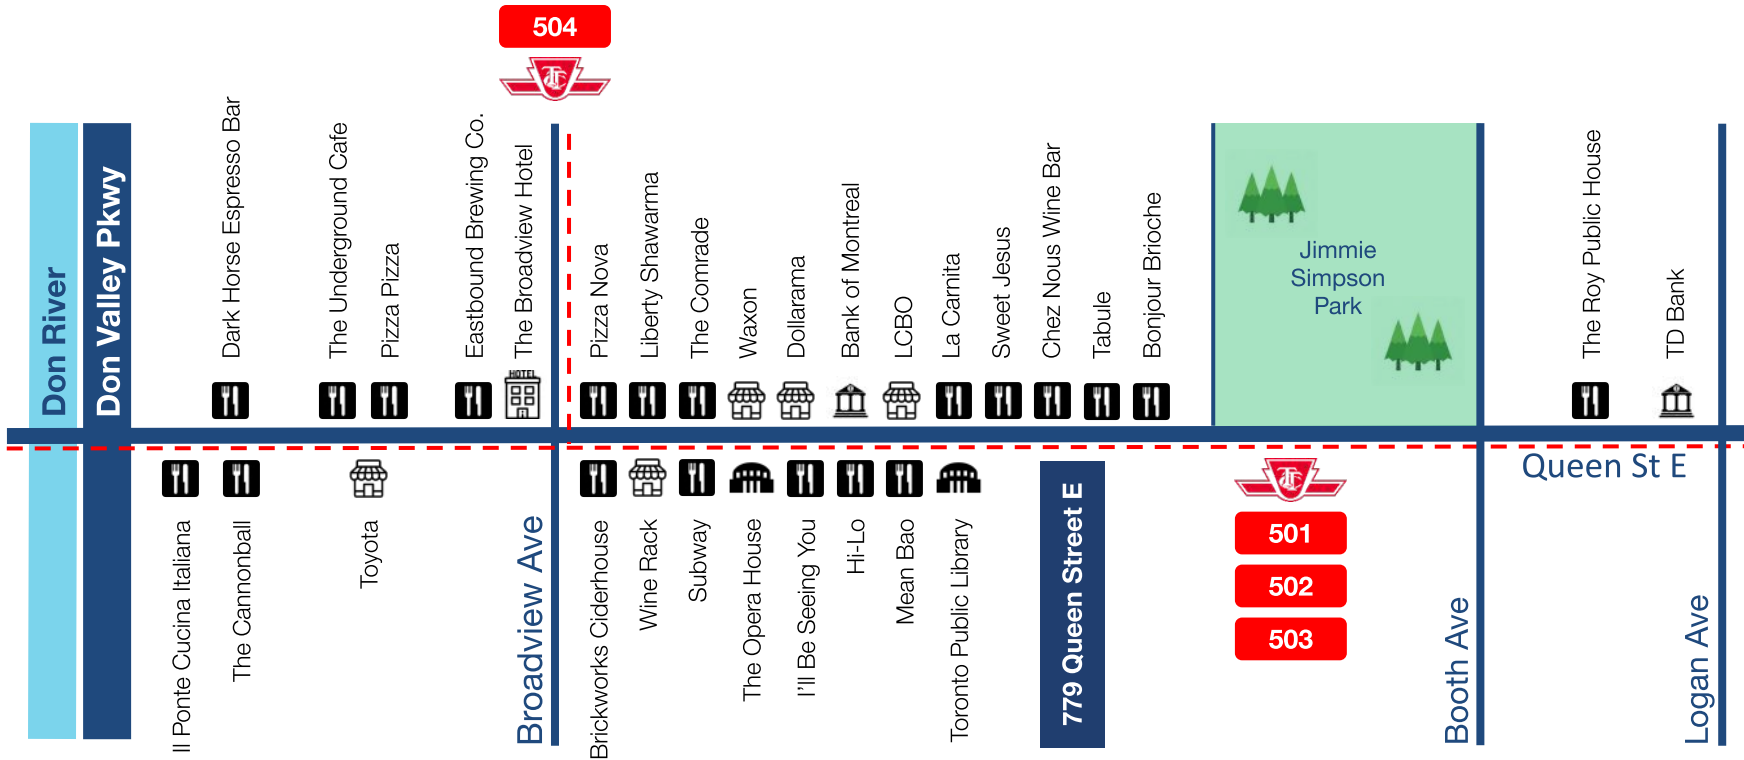 504
TTC
Don River
Don Valley Pkwy
Dark Horse Espresso Bar
The Underground Cafe
Pizza Pizza
Eastbound Brewing Co.
The Broadview Hotel
HOTEL
Pizza Nova
Liberty Shawarma
The Comrade
Waxon
Dollarama
Bank of Montreal
LCBO
La Carnita
Sweet Jesus
Chez Nous Wine Bar
Tabule
Bonjour Brioche
Jimmie
Simpson
Park
The Roy Public House
TD Bank
Queen St E
Il Ponte Cucina Italiana
The Cannonball
Toyota
Broadview Ave
Brickworks Ciderhouse
Wine Rack
Subway
The Opera House
I'll Be Seeing You
Hi-Lo
Mean Bao
Toronto Public Library
779 Queen Street E
TTC
501
502
503
Booth Ave
Logan Ave